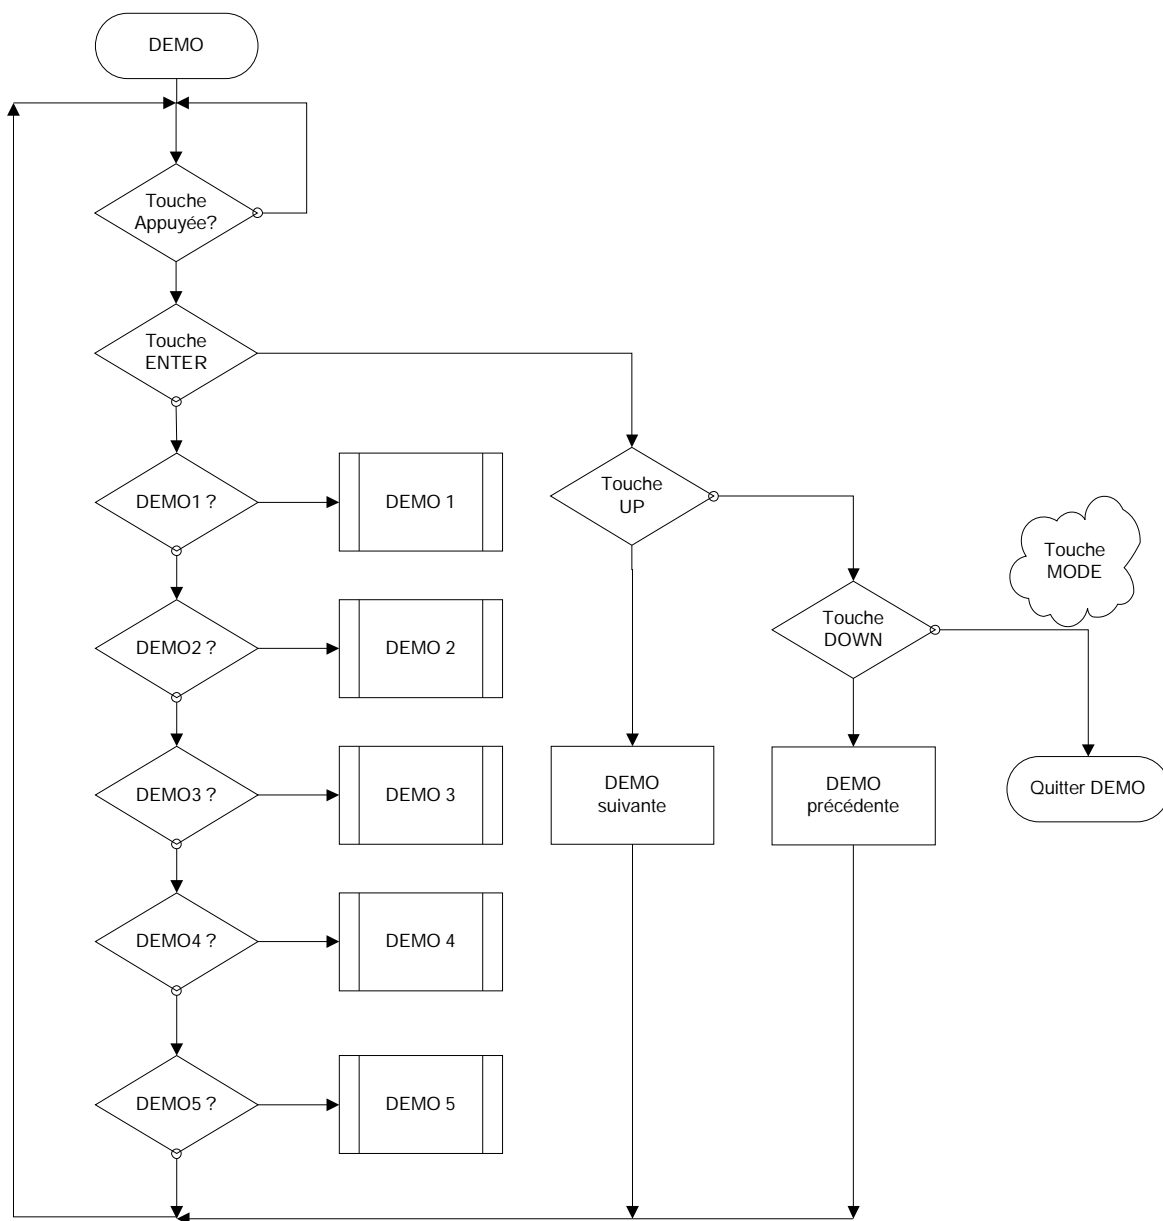 DEMO
Touche
Appuyée?
Touche
ENTER
DEMO1 ?
DEMO 1
Touche
UP
Touche
MODE
Touche
DOWN
DEMO2 ?
DEMO 2
DEMO3 ?
DEMO 3
DEMO
suivante
DEMO
précédente
Quitter DEMO
DEMO4 ?
DEMO 4
DEMO5 ?
DEMO 5